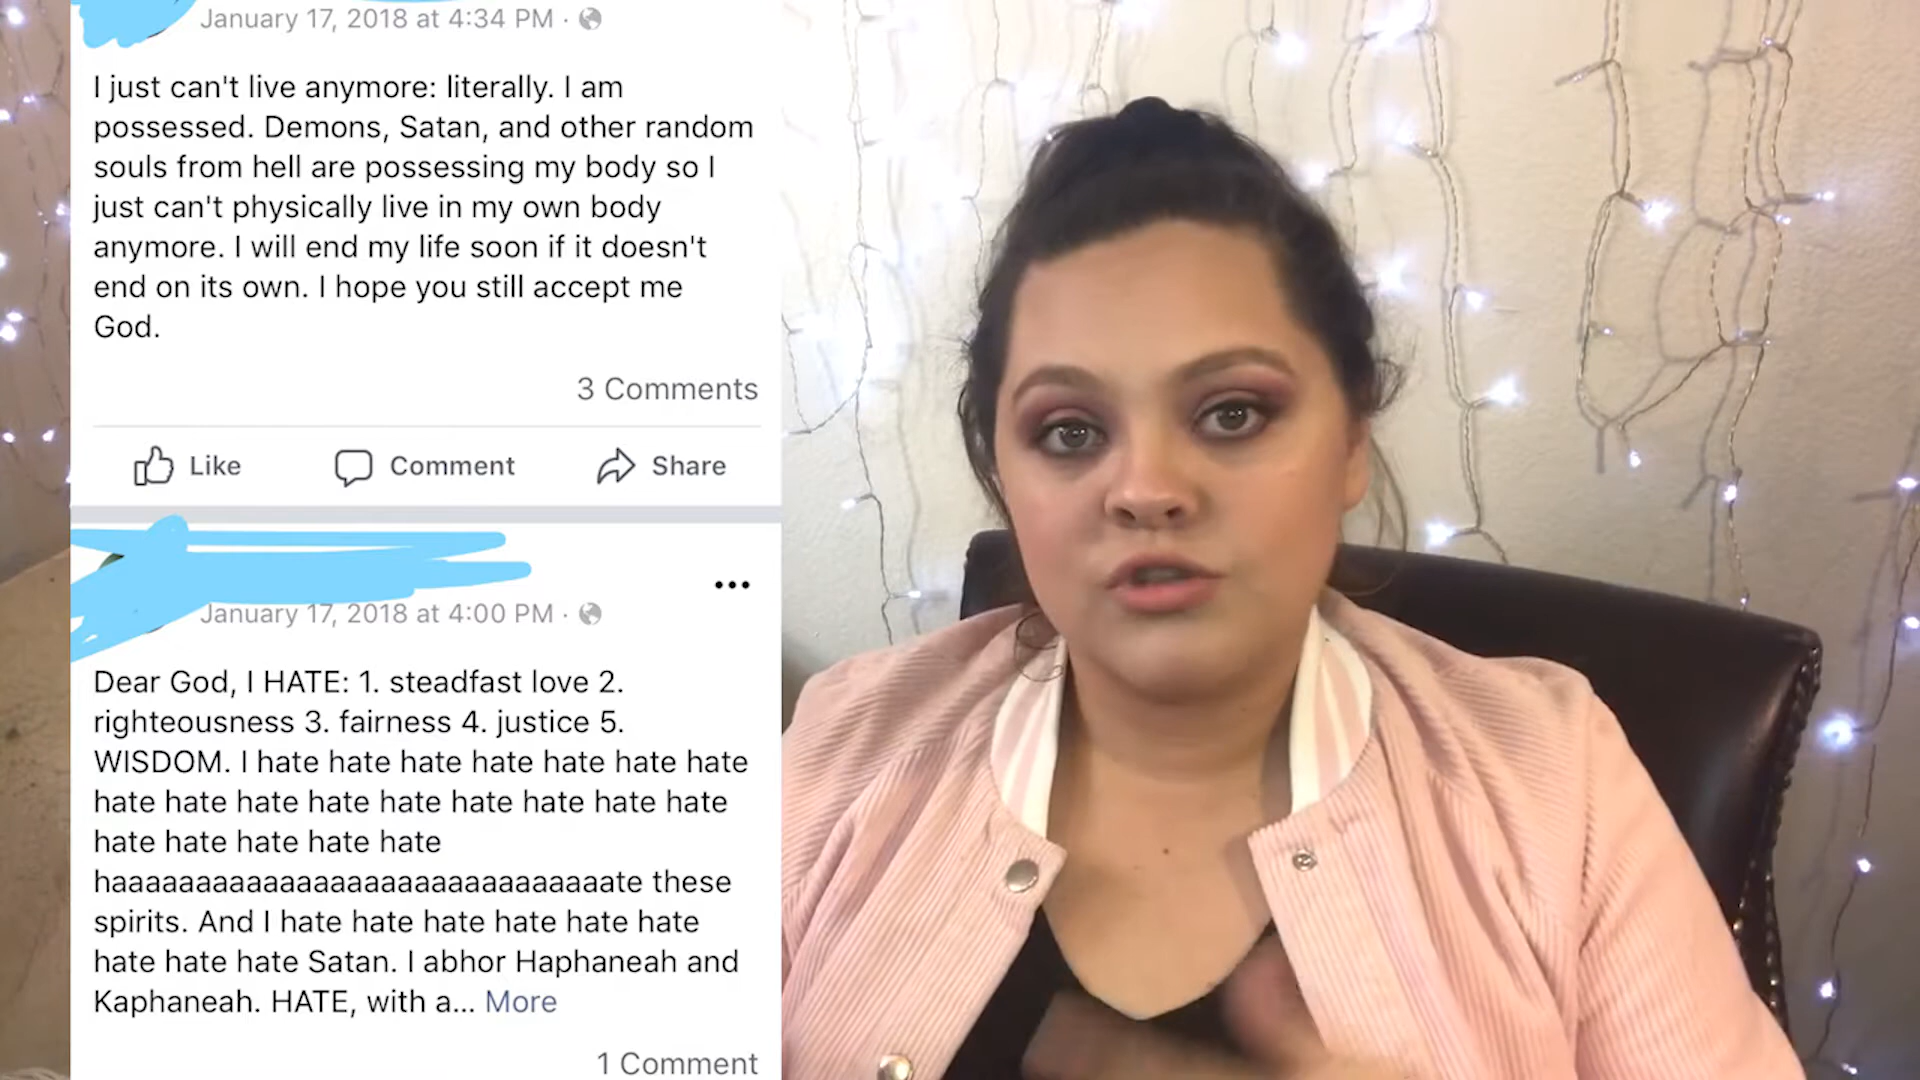 January 17, 2018 at 4:34 PM ·
I just can't live anymore: literally. I am
possessed. Demons, Satan, and other random
souls from hell are possessing my body so I
just can't physically live in my own body
anymore. I will end my life soon if it doesn't
end on its own. I hope you still accept me
God.
3 Comments
Like Comment Share
January 17, 2018 at 4:00 PM ·
Dear God, I HATE: 1. steadfast love 2.
righteousness 3. fairness 4. justice 5.
WISDOM. I hate hate hate hate hate hate hate
hate hate hate hate hate hate hate hate hate
hate hate hate hate hate
haaaaaaaaaaaaaaaaaaaaaaaaaaaaaaate these
spirits. And I hate hate hate hate hate hate
hate hate hate Satan. I abhor Haphaneah and
Kaphaneah. HATE, with a... More
1 Comment